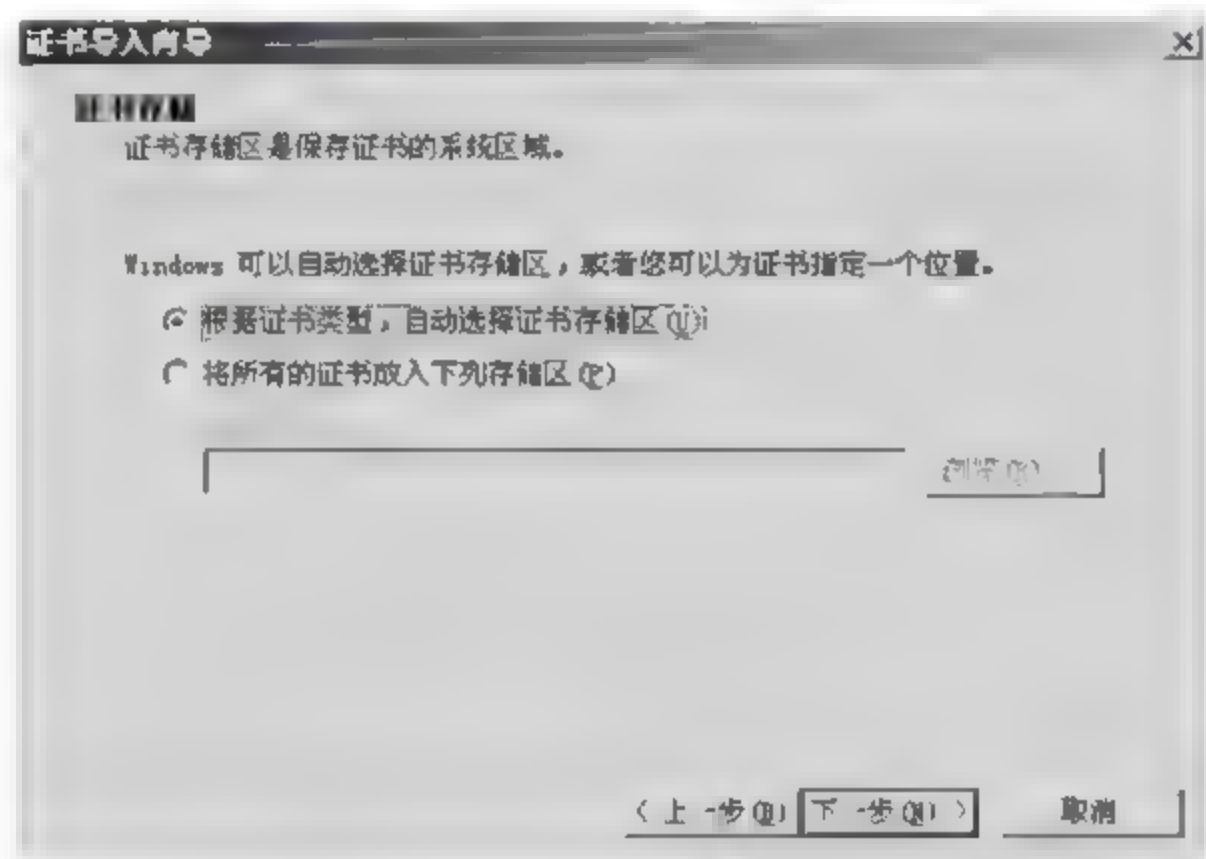 证书导入向导
证书存储
证书存储区是保存证书的系统区域。
Windows 可以自动选择证书存储区，或者您可以为证书指定一个位置。
根据证书类型，自动选择证书存储区(U)
将所有的证书放入下列存储区(P)
浏览(R)
< 上一步(B)
下一步(N) >
取消